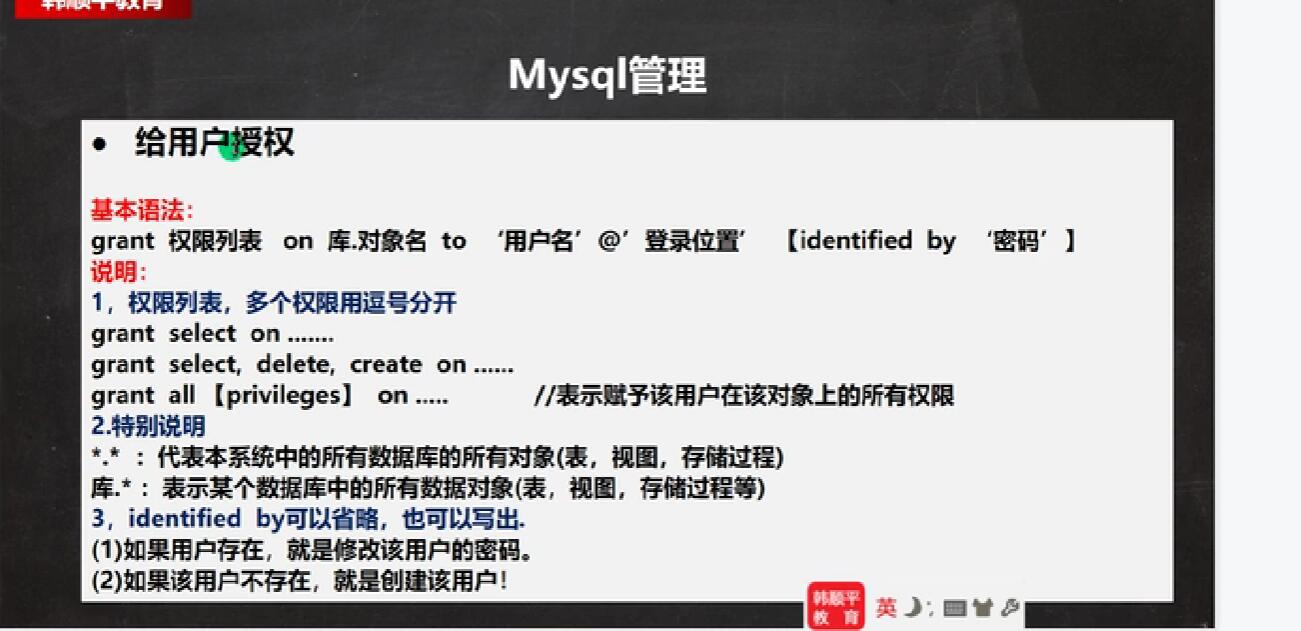 韩顺平教育
Mysql管理
● 给用户授权
基本语法：
grant 权限列表 on 库.对象名 to ‘用户名’@’登录位置’ 【identified by ‘密码’】
说明：
1，权限列表，多个权限用逗号分开
grant select on .......
grant select, delete, create on ......
grant all 【privileges】 on ..... //表示赋予该用户在该对象上的所有权限
2.特别说明
*.* ：代表本系统中的所有数据库的所有对象(表，视图，存储过程)
库.*：表示某个数据库中的所有数据对象(表，视图，存储过程等)
3，identified by可以省略，也可以写出.
(1)如果用户存在，就是修改该用户的密码。
(2)如果该用户不存在，就是创建该用户！
韩顺平
教 育
英